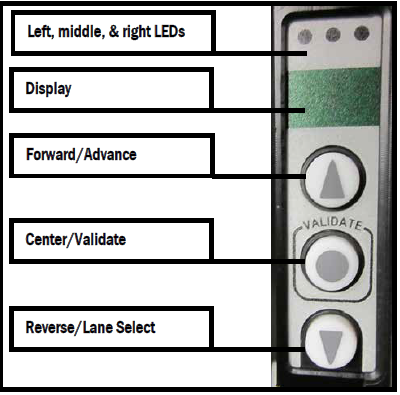 Left, middle, & right LEDs
Display
Forward/Advance
VALIDATE
Center/Validate
Reverse/Lane Select